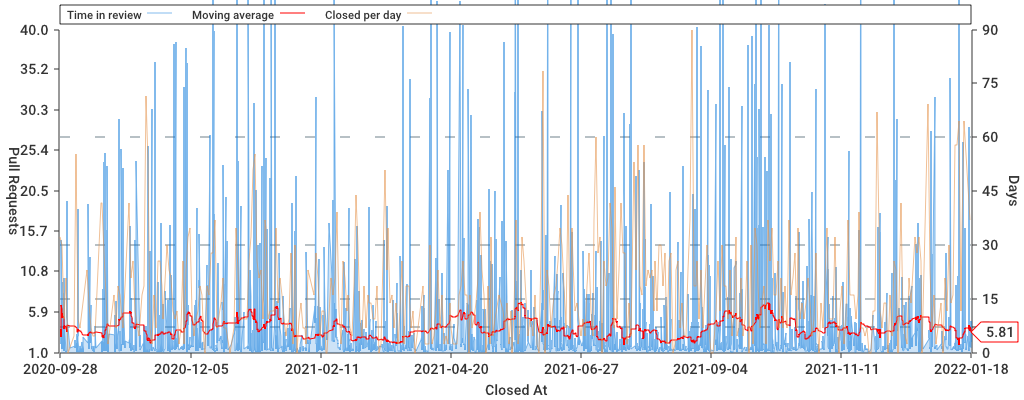 Time in review Moving average Closed per day
40.0 90
35.2 75
30.3
60
25.4
20.5 45
15.7 30
10.8
15
5.9
5.81
1.0 0
Pull Requests
Days
2020-09-28 2020-12-05 2021-02-11 2021-04-20 2021-06-27 2021-09-04 2021-11-11 2022-01-18
Closed At